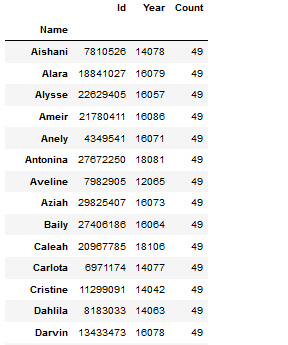 Id Year Count
Name
Aishani 7810526 14078 49
Alara 18841027 16079 49
Alysse 22629405 16057 49
Ameir 21780411 16086 49
Anely 4349541 16071 49
Antonina 27672250 18081 49
Aveline 7982905 12065 49
Aziah 29825407 16073 49
Baily 27406186 16064 49
Caleah 20967785 18106 49
Carlota 6971174 14077 49
Cristine 11299091 14042 49
Dahlila 8183033 14063 49
Darvin 13433473 16078 49